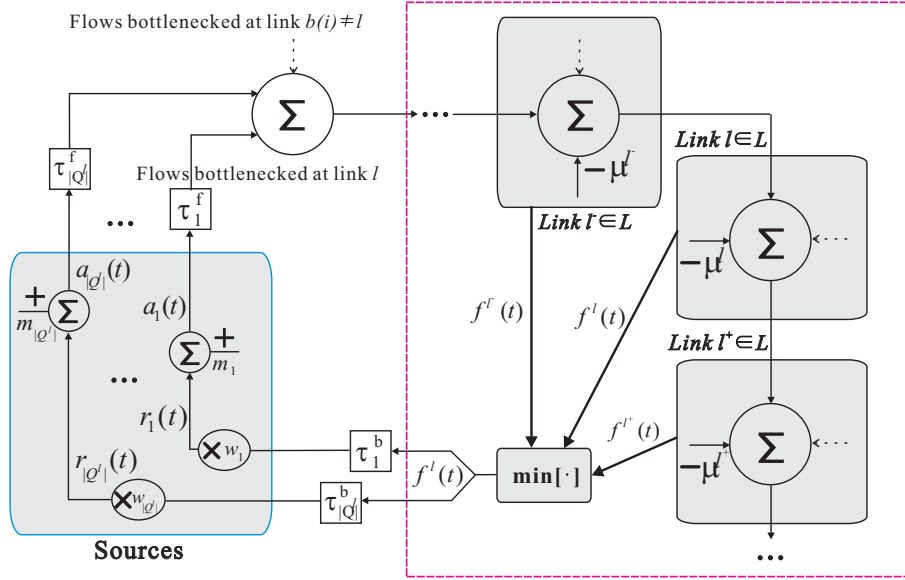 Flows bottlenecked at link b(i)≠l
Σ
...
Σ
−μ^{l^-}
Link l^-∈L
Link l∈L
τ^f_{|Q^l|}
Flows bottlenecked at link l
τ^f_1
...
Σ
−μ^l
a_{|Q^l|}(t)
a_1(t)
f^{l^-}(t)
f^l(t)
+
m_{|Q^l|}
Σ
Σ
+
m_1
Link l^+∈L
...
r_1(t)
r_{|Q^l|}(t)
×w_1
τ^b_1
f^l(t)
min[·]
f^{l^+}(t)
Σ
−μ^{l^+}
×w_{|Q^l|}
τ^b_{|Q^l|}
Sources
...